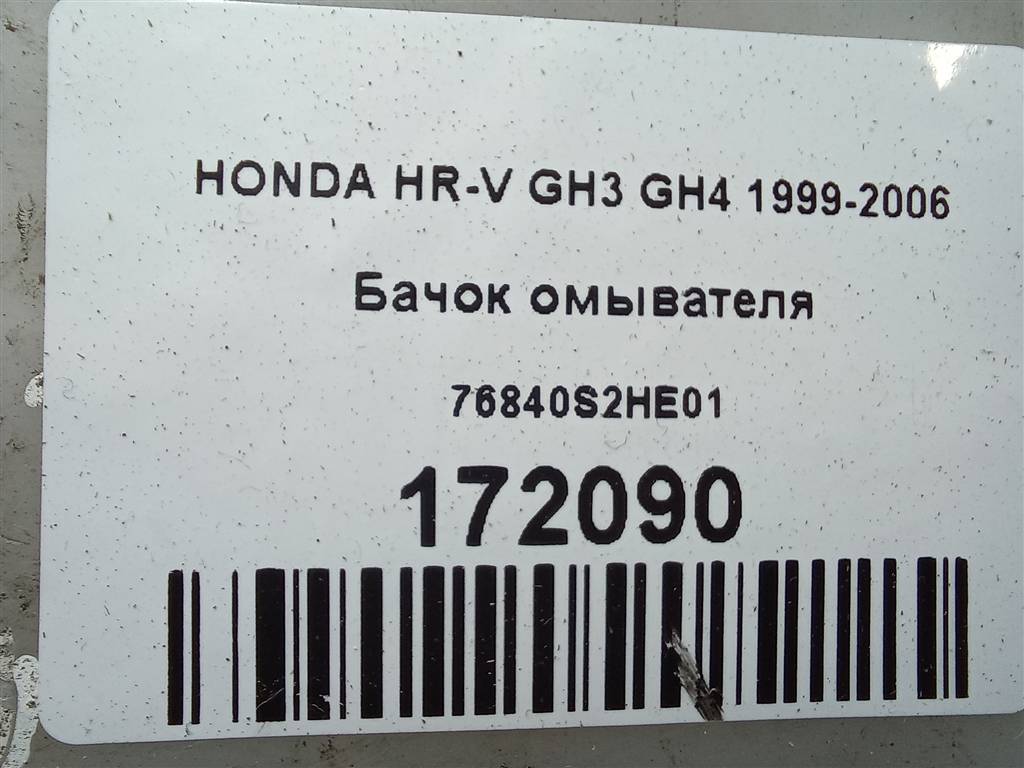 HONDA HR-V GH3 GH4 1999-2006
Бачок омывателя
76840S2HE01
172090